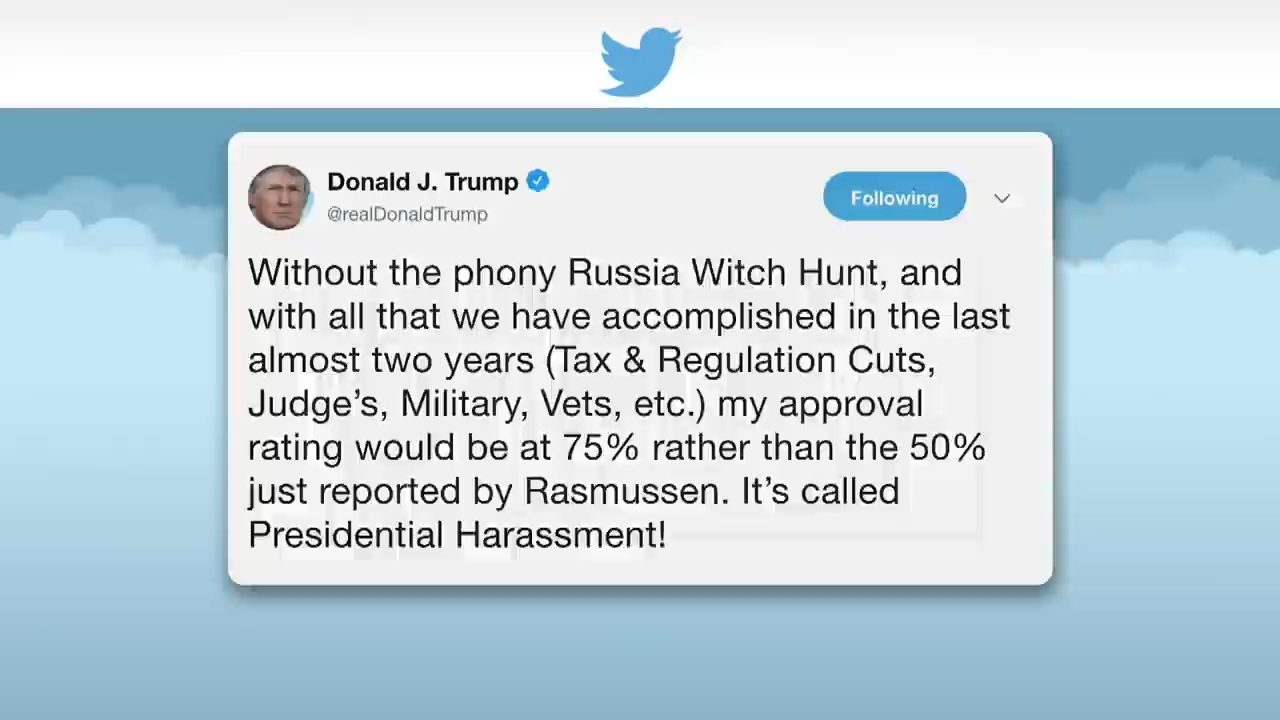 Donald J. Trump
@realDonaldTrump
Following
Without the phony Russia Witch Hunt, and
with all that we have accomplished in the last
almost two years (Tax & Regulation Cuts,
Judge’s, Military, Vets, etc.) my approval
rating would be at 75% rather than the 50%
just reported by Rasmussen. It’s called
Presidential Harassment!